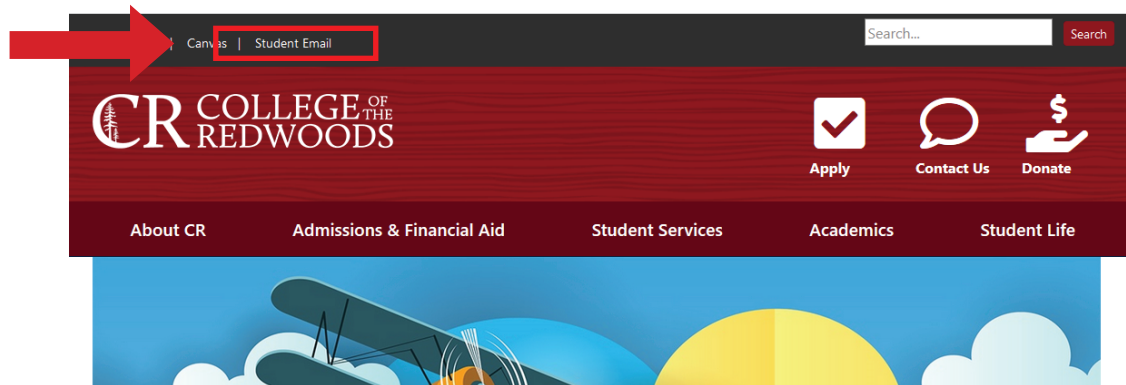 | Canvas | Student Email
Search...
Search
CR COLLEGE OF THE
REDWOODS
Apply
Contact Us
Donate
About CR
Admissions & Financial Aid
Student Services
Academics
Student Life